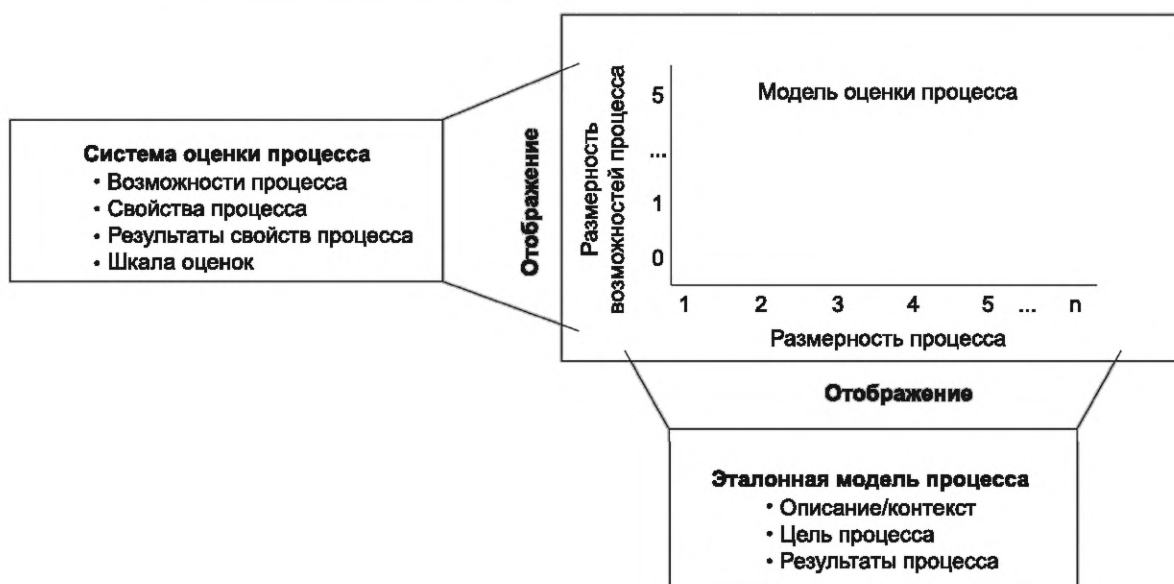 Система оценки процесса
• Возможности процесса
• Свойства процесса
• Результаты свойств процесса
• Шкала оценок
Отображение
Размерность
возможностей процесса
5
...
1
0
Модель оценки процесса
1 2 3 4 5 ... n
Размерность процесса
Отображение
Эталонная модель процесса
• Описание/контекст
• Цель процесса
• Результаты процесса